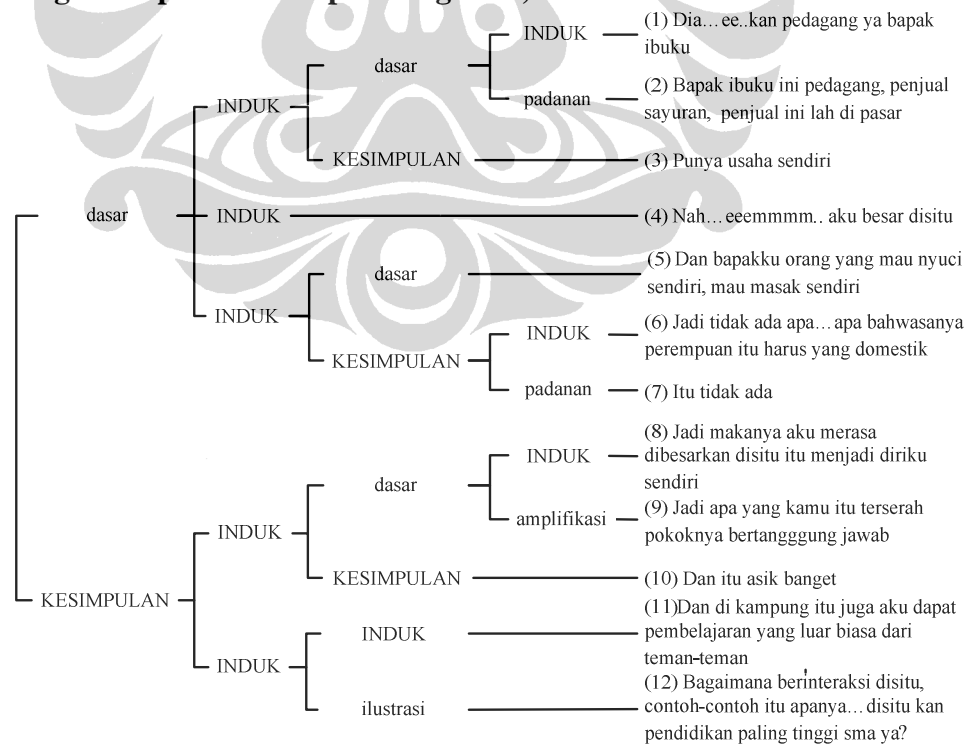 INDUK
(1) Dia…ee..kan pedagang ya bapak
ibuku
dasar
padanan
(2) Bapak ibuku ini pedagang, penjual
sayuran, penjual ini lah di pasar
INDUK
KESIMPULAN
(3) Punya usaha sendiri
dasar
INDUK
(4) Nah…eeemmmm.. aku besar disitu
dasar
(5) Dan bapakku orang yang mau nyuci
sendiri, mau masak sendiri
INDUK
INDUK
(6) Jadi tidak ada apa…apa bahwasanya
perempuan itu harus yang domestik
KESIMPULAN
padanan
(7) Itu tidak ada
INDUK
(8) Jadi makanya aku merasa
dibesarkan disitu itu menjadi diriku
sendiri
dasar
amplifikasi
(9) Jadi apa yang kamu itu terserah
pokoknya bertangggung jawab
INDUK
KESIMPULAN
(10) Dan itu asik banget
KESIMPULAN
INDUK
(11)Dan di kampung itu juga aku dapat
pembelajaran yang luar biasa dari
teman-teman
INDUK
ilustrasi
(12) Bagaimana berinteraksi disitu,
contoh-contoh itu apanya…disitu kan
pendidikan paling tinggi sma ya?